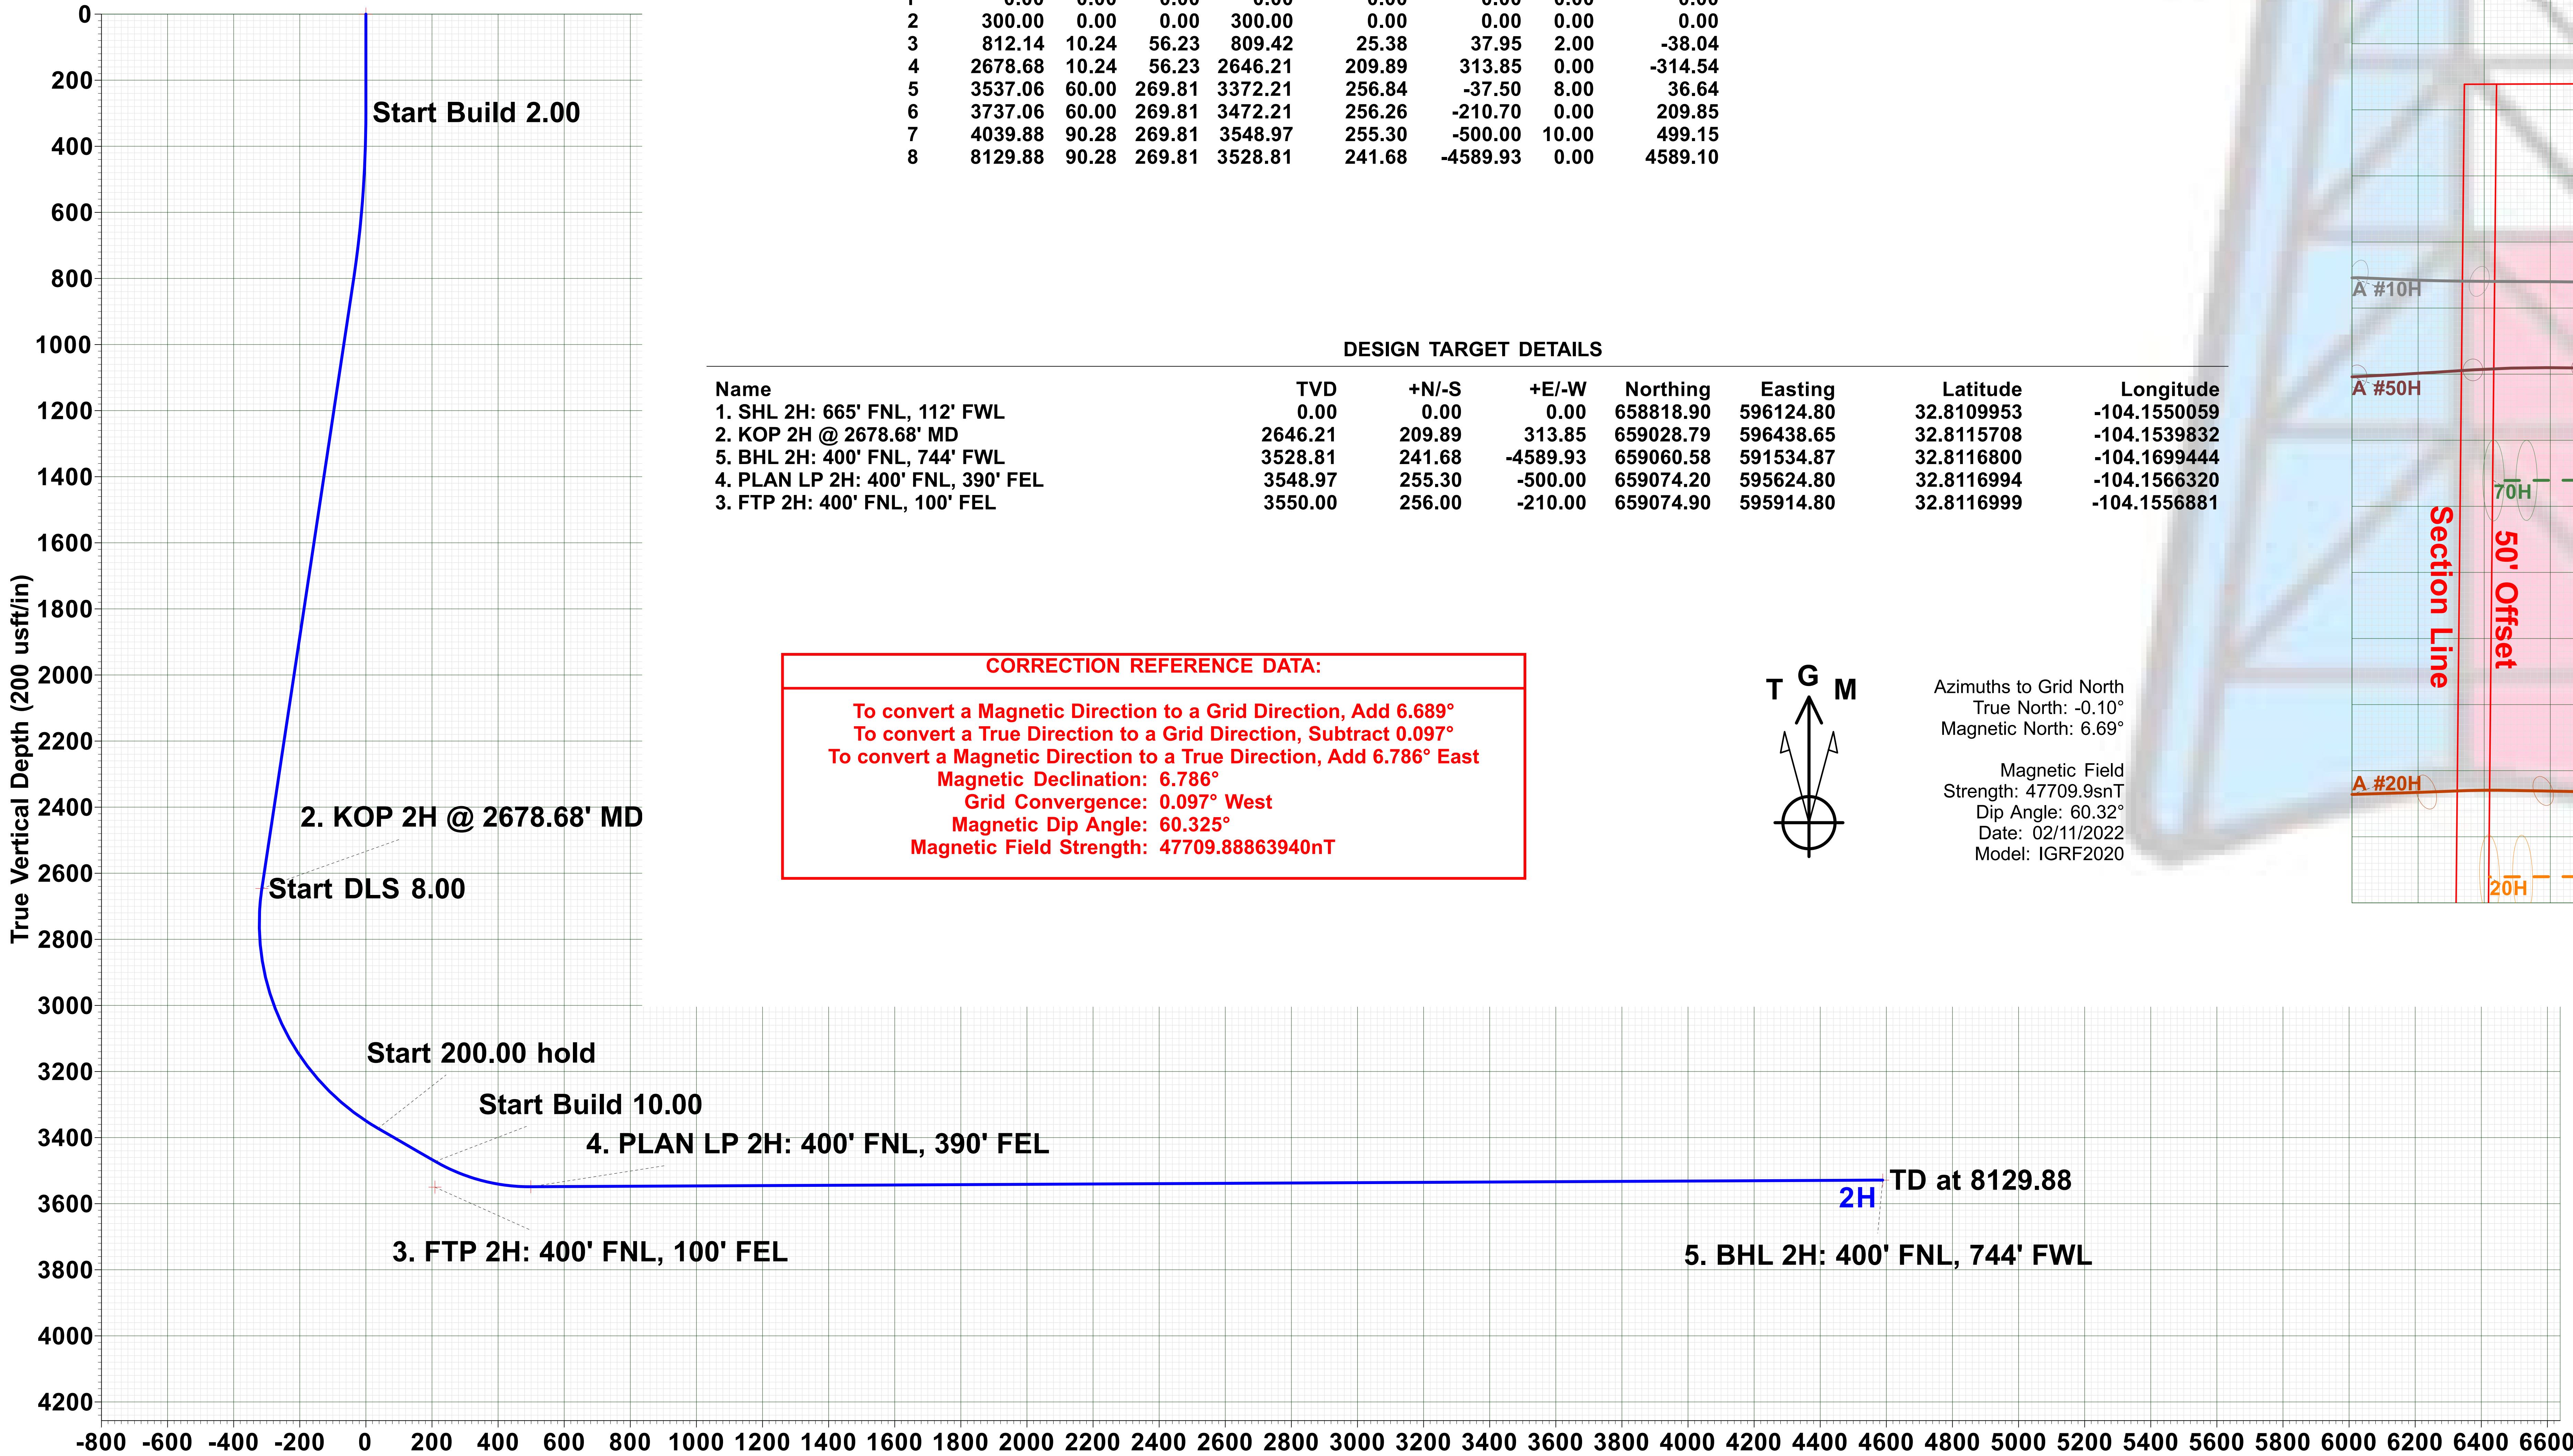 2 300.00 0.00 0.00 300.00 0.00 0.00 0.00 0.00
3 812.14 10.24 56.23 809.42 25.38 37.95 2.00 -38.04
4 2678.68 10.24 56.23 2646.21 209.89 313.85 0.00 -314.54
5 3537.06 60.00 269.81 3372.21 256.84 -37.50 8.00 36.64
6 3737.06 60.00 269.81 3472.21 256.26 -210.70 0.00 209.85
7 4039.88 90.28 269.81 3548.97 255.30 -500.00 10.00 499.15
8 8129.88 90.28 269.81 3528.81 241.68 -4589.93 0.00 4589.10
DESIGN TARGET DETAILS
Name TVD +N/-S +E/-W Northing Easting Latitude Longitude
1. SHL 2H: 665' FNL, 112' FWL 0.00 0.00 0.00 658818.90 596124.80 32.8109953 -104.1550059
2. KOP 2H @ 2678.68' MD 2646.21 209.89 313.85 659028.79 596438.65 32.8115708 -104.1539832
5. BHL 2H: 400' FNL, 744' FWL 3528.81 241.68 -4589.93 659060.58 591534.87 32.8116800 -104.1699444
4. PLAN LP 2H: 400' FNL, 390' FEL 3548.97 255.30 -500.00 659074.20 595624.80 32.8116994 -104.1566320
3. FTP 2H: 400' FNL, 100' FEL 3550.00 256.00 -210.00 659074.90 595914.80 32.8116999 -104.1556881
CORRECTION REFERENCE DATA:
To convert a Magnetic Direction to a Grid Direction, Add 6.689°
To convert a True Direction to a Grid Direction, Subtract 0.097°
To convert a Magnetic Direction to a True Direction, Add 6.786° East
Magnetic Declination: 6.786°
Grid Convergence: 0.097° West
Magnetic Dip Angle: 60.325°
Magnetic Field Strength: 47709.88863940nT
T G M
Azimuths to Grid North
True North: -0.10°
Magnetic North: 6.69°
Magnetic Field
Strength: 47709.9snT
Dip Angle: 60.32°
Date: 02/11/2022
Model: IGRF2020
A #10H
A #50H
70H
Section Line
50' Offset
A #20H
20H
True Vertical Depth (200 usft/in)
0
200
400
600
800
1000
1200
1400
1600
1800
2000
2200
2400
2600
2800
3000
3200
3400
3600
3800
4000
4200
Start Build 2.00
2. KOP 2H @ 2678.68' MD
Start DLS 8.00
Start 200.00 hold
Start Build 10.00
4. PLAN LP 2H: 400' FNL, 390' FEL
3. FTP 2H: 400' FNL, 100' FEL
TD at 8129.88
2H
5. BHL 2H: 400' FNL, 744' FWL
-800 -600 -400 -200 0 200 400 600 800 1000 1200 1400 1600 1800 2000 2200 2400 2600 2800 3000 3200 3400 3600 3800 4000 4200 4400 4600 4800 5000 5200 5400 5600 5800 6000 6200 6400